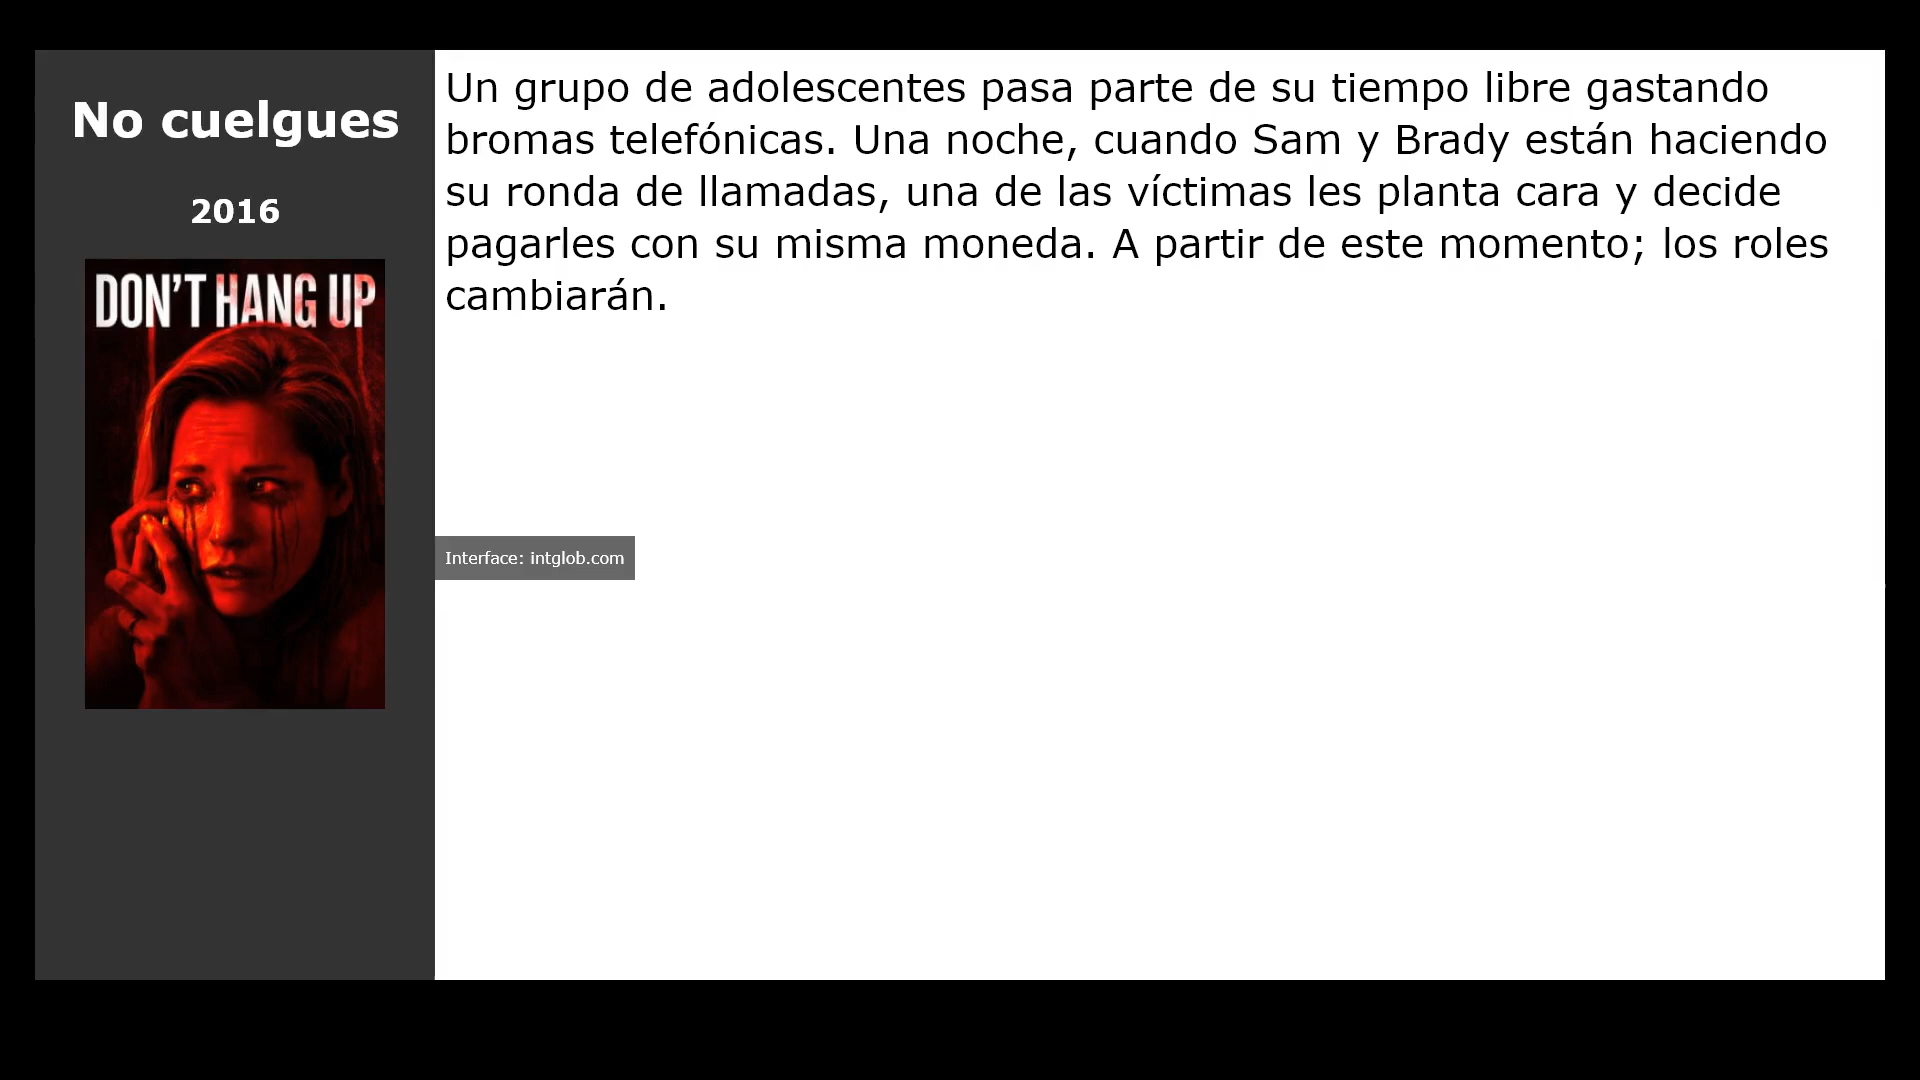 No cuelgues
2016
DON'T HANG UP
Un grupo de adolescentes pasa parte de su tiempo libre gastando
bromas telefónicas. Una noche, cuando Sam y Brady están haciendo
su ronda de llamadas, una de las víctimas les planta cara y decide
pagarles con su misma moneda. A partir de este momento; los roles
cambiarán.
Interface: intglob.com